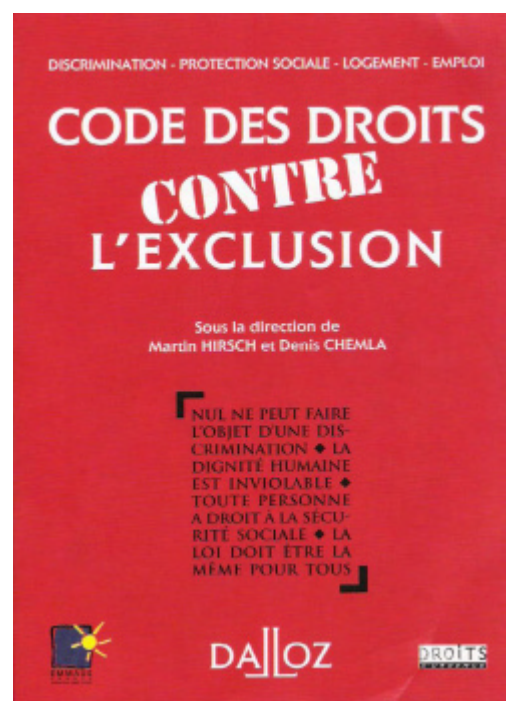 DISCRIMINATION - PROTECTION SOCIALE - LOGEMENT - EMPLOI
CODE DES DROITS
CONTRE
L'EXCLUSION
Sous la direction de
Martin HIRSCH et Denis CHEMLA
NUL NE PEUT FAIRE
L'OBJET D'UNE DIS-
CRIMINATION ◆ LA
DIGNITÉ HUMAINE
EST INVIOLABLE ◆
TOUTE PERSONNE
A DROIT À LA SÉCU-
RITÉ SOCIALE ◆ LA
LOI DOIT ÊTRE LA
MÊME POUR TOUS
EMMAÜS
DALLOZ
DROITS